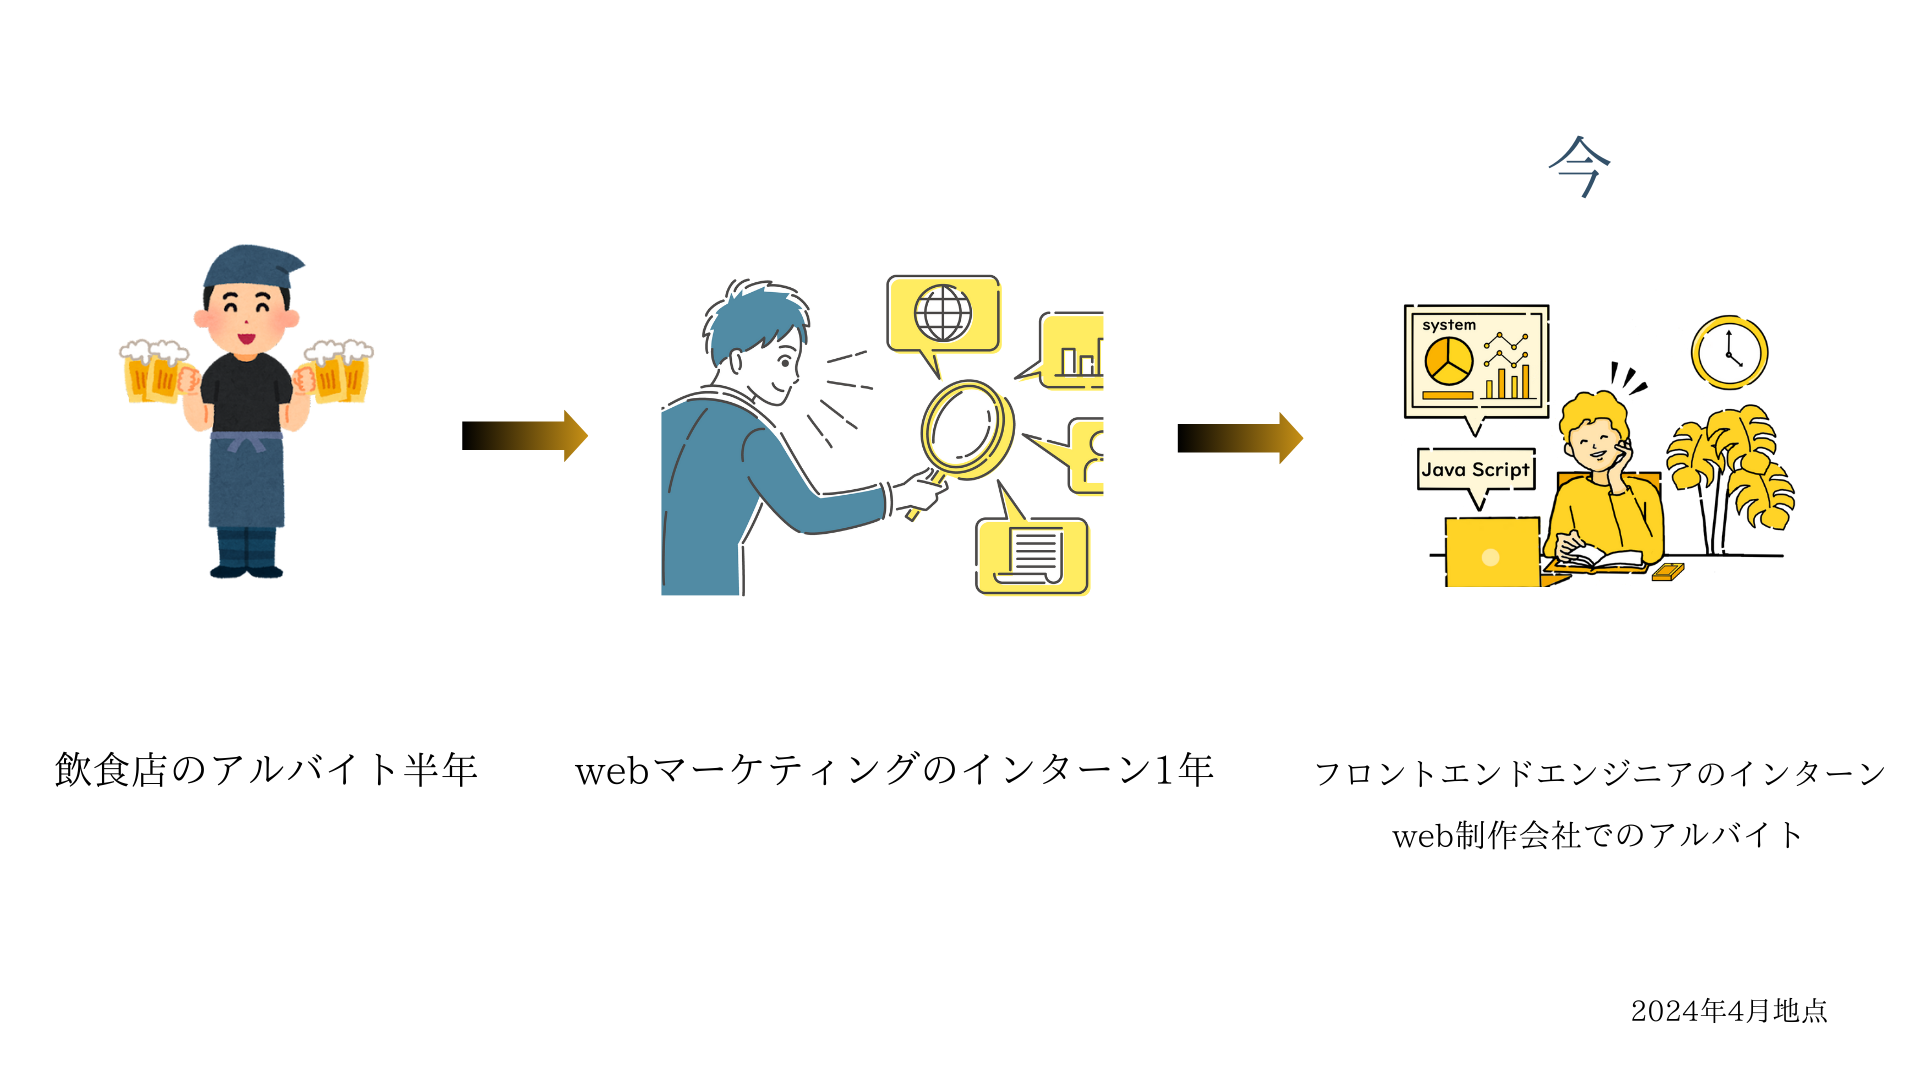 今
system
Java Script
飲食店のアルバイト半年
webマーケティングのインターン1年
フロントエンドエンジニアのインターン
web制作会社でのアルバイト
2024年4月地点